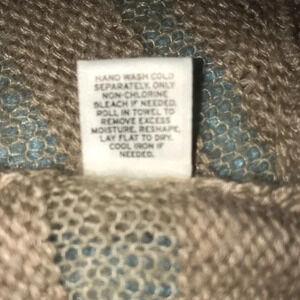 HAND WASH COLD
SEPARATELY, ONLY
NON-CHLORINE
BLEACH IF NEEDED,
ROLL IN TOWEL TO
REMOVE EXCESS
MOISTURE, RESHAPE,
LAY FLAT TO DRY.
COOL IRON IF
NEEDED.